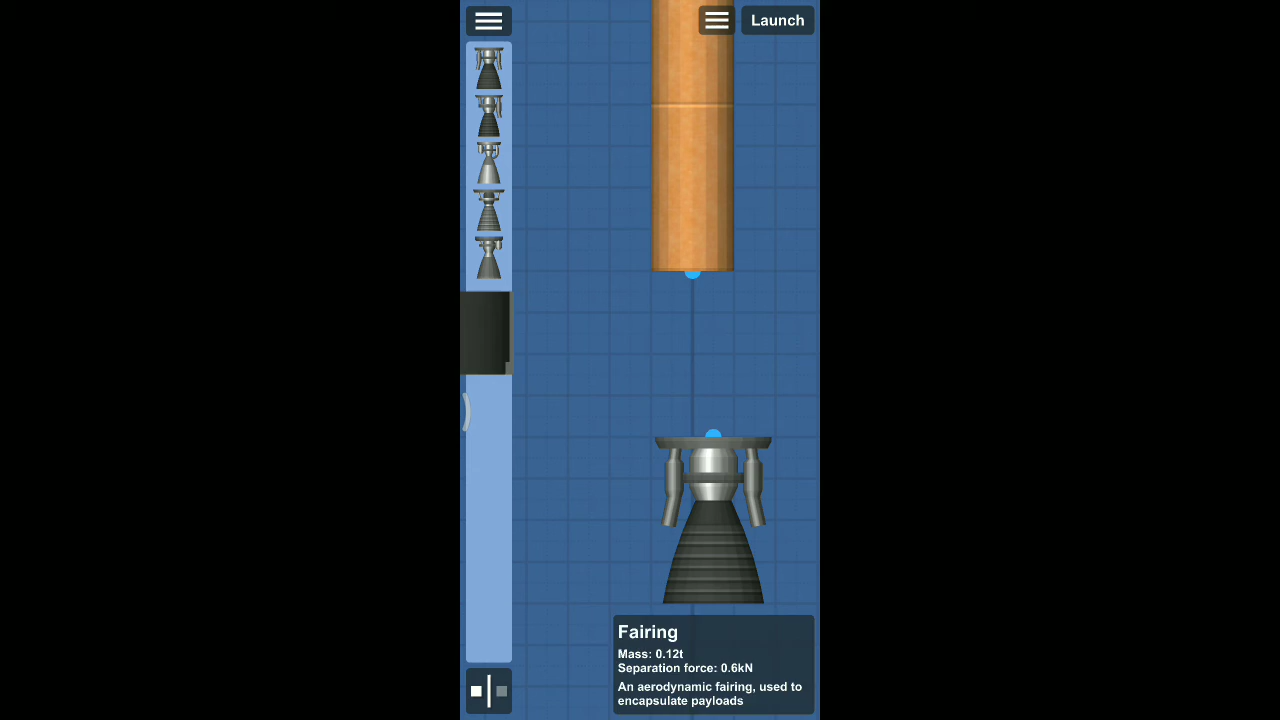 Launch
Fairing
Mass: 0.12t
Separation force: 0.6kN
An aerodynamic fairing, used to
encapsulate payloads